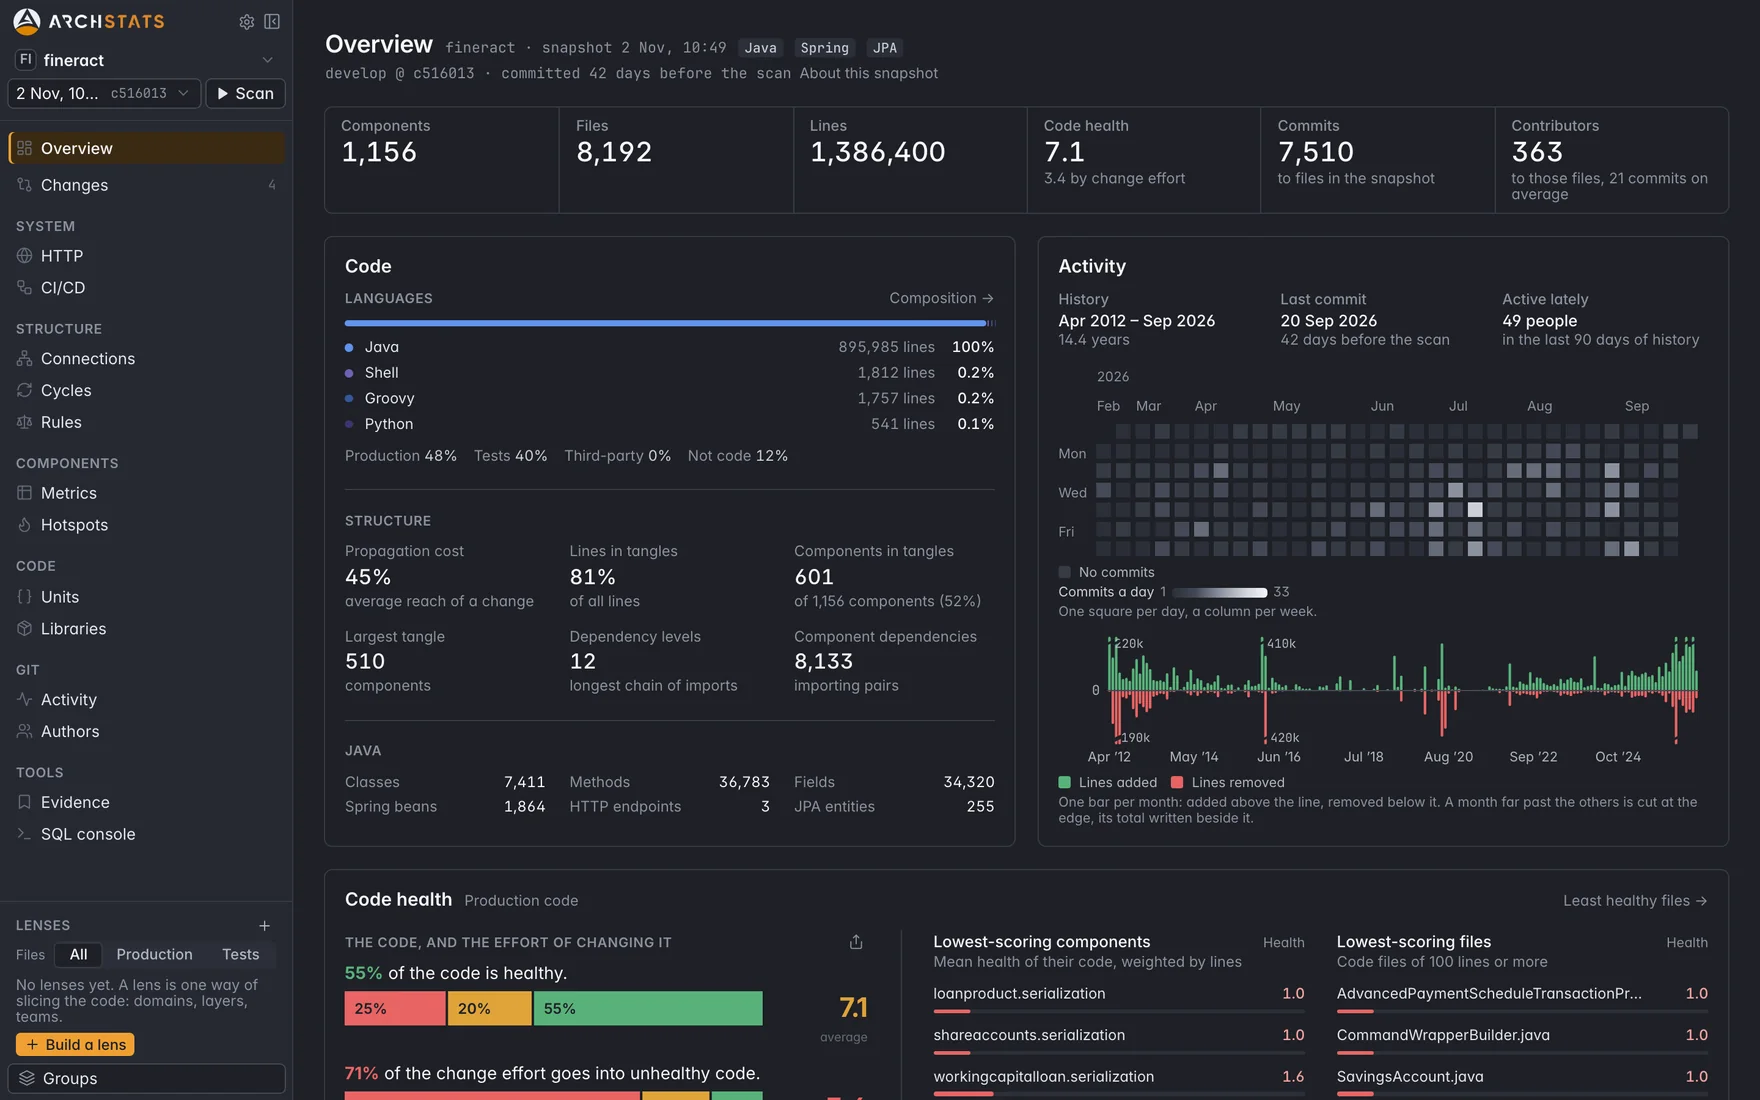 ARCHSTATS
FI fineract
2 Nov, 10... c516013 Scan
Overview
Changes 4
SYSTEM
HTTP
CI/CD
STRUCTURE
Connections
Cycles
Rules
COMPONENTS
Metrics
Hotspots
CODE
Units
Libraries
GIT
Activity
Authors
TOOLS
Evidence
SQL console
LENSES +
Files All Production Tests
No lenses yet. A lens is one way of
slicing the code: domains, layers,
teams.
+ Build a lens
Groups
Overview fineract · snapshot 2 Nov, 10:49 Java Spring JPA
develop @ c516013 · committed 42 days before the scan About this snapshot
Components
1,156
Files
8,192
Lines
1,386,400
Code health
7.1
3.4 by change effort
Commits
7,510
to files in the snapshot
Contributors
363
to those files, 21 commits on
average
Code
LANGUAGES Composition →
Java 895,985 lines 100%
Shell 1,812 lines 0.2%
Groovy 1,757 lines 0.2%
Python 541 lines 0.1%
Production 48% Tests 40% Third-party 0% Not code 12%
STRUCTURE
Propagation cost Lines in tangles Components in tangles
45% 81% 601
average reach of a change of all lines of 1,156 components (52%)
Largest tangle Dependency levels Component dependencies
510 12 8,133
components longest chain of imports importing pairs
JAVA
Classes 7,411 Methods 36,783 Fields 34,320
Spring beans 1,864 HTTP endpoints 3 JPA entities 255
Activity
History Last commit Active lately
Apr 2012 – Sep 2026 20 Sep 2026 49 people
14.4 years 42 days before the scan in the last 90 days of history
2026
Feb Mar Apr May Jun Jul Aug Sep
Mon
Wed
Fri
No commits
Commits a day 1 33
One square per day, a column per week.
220k 410k
0
190k 420k
Apr '12 May '14 Jun '16 Jul '18 Aug '20 Sep '22 Oct '24
Lines added Lines removed
One bar per month: added above the line, removed below it. A month far past the others is cut at the
edge, its total written beside it.
Code health Production code Least healthy files →
THE CODE, AND THE EFFORT OF CHANGING IT
55% of the code is healthy.
25% 20% 55% 7.1
average
71% of the change effort goes into unhealthy code.
Lowest-scoring components Health
Mean health of their code, weighted by lines
loanproduct.serialization 1.0
shareaccounts.serialization 1.0
workingcapitalloan.serialization 1.6
Lowest-scoring files Health
Code files of 100 lines or more
AdvancedPaymentScheduleTransactionPr... 1.0
CommandWrapperBuilder.java 1.0
SavingsAccount.java 1.0